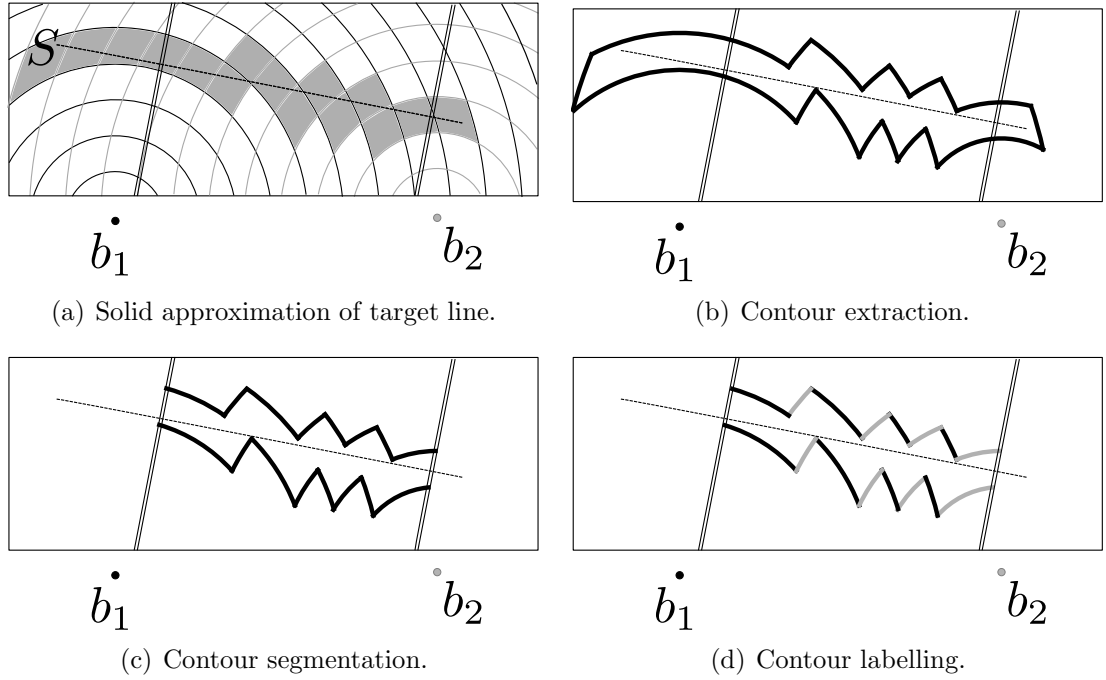 S
b₁ b₂ b₁ b₂
(a) Solid approximation of target line. (b) Contour extraction.
b₁ b₂ b₁ b₂
(c) Contour segmentation. (d) Contour labelling.